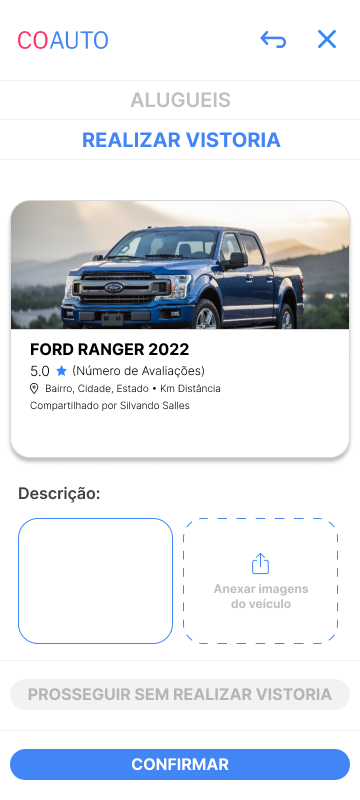 COAUTO
ALUGUEIS
REALIZAR VISTORIA
FORD RANGER 2022
5.0 (Número de Avaliações)
Bairro, Cidade, Estado • Km Distância
Compartilhado por Silvando Salles
Descrição:
Anexar imagens
do veículo
PROSSEGUIR SEM REALIZAR VISTORIA
CONFIRMAR